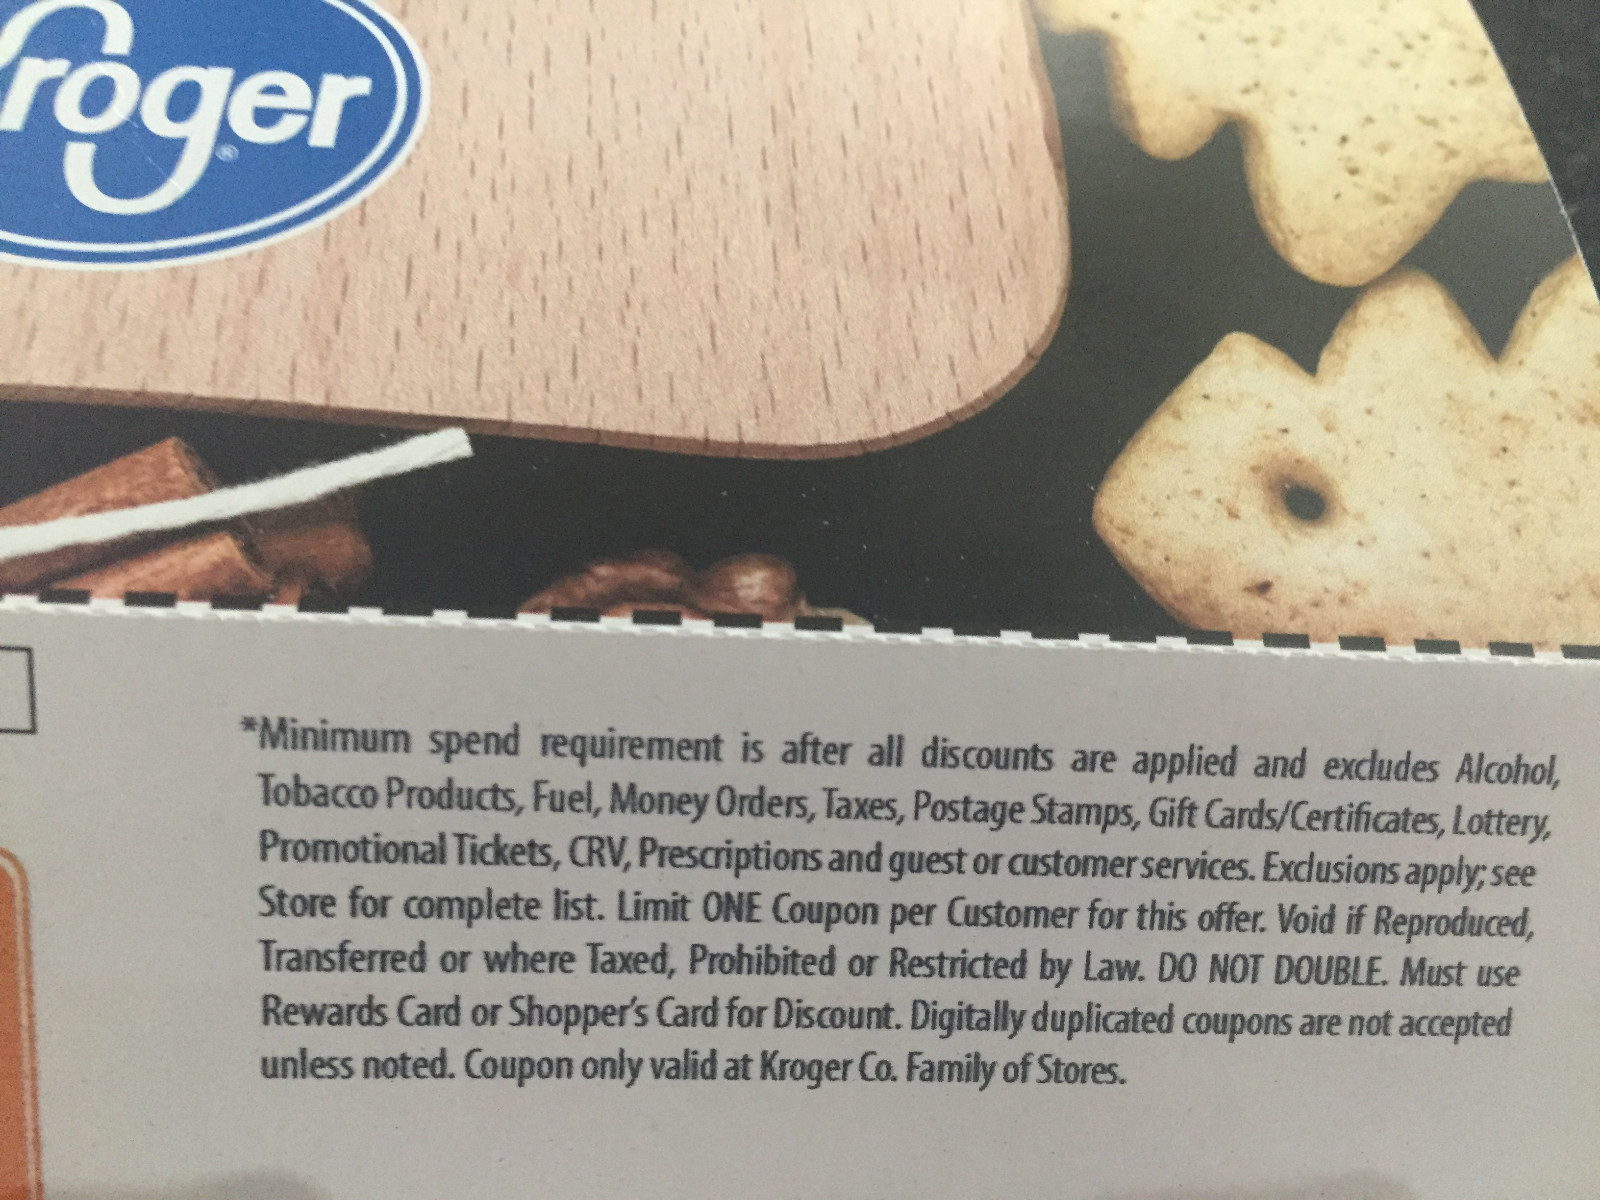 Kroger®
*Minimum spend requirement is after all discounts are applied and excludes Alcohol,
Tobacco Products, Fuel, Money Orders, Taxes, Postage Stamps, Gift Cards/Certificates, Lottery,
Promotional Tickets, CRV, Prescriptions and guest or customer services. Exclusions apply; see
Store for complete list. Limit ONE Coupon per Customer for this offer. Void if Reproduced,
Transferred or where Taxed, Prohibited or Restricted by Law. DO NOT DOUBLE. Must use
Rewards Card or Shopper's Card for Discount. Digitally duplicated coupons are not accepted
unless noted. Coupon only valid at Kroger Co. Family of Stores.